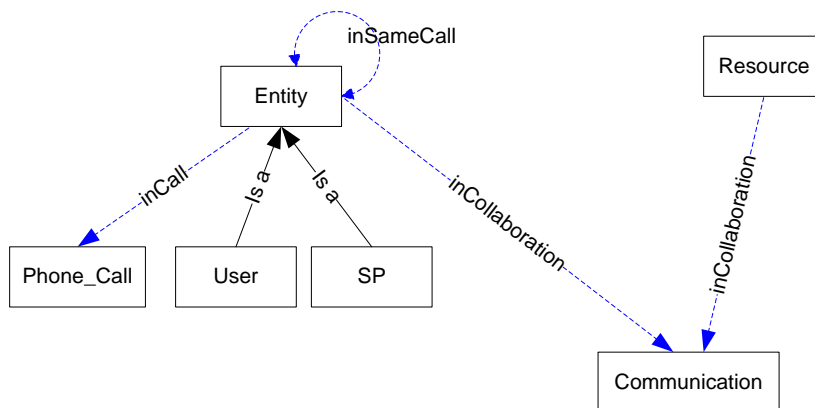 inSameCall
Resource
Entity
inCall
Is a
Is a
inCollaboration
inCollaboration
Phone_Call
User
SP
Communication